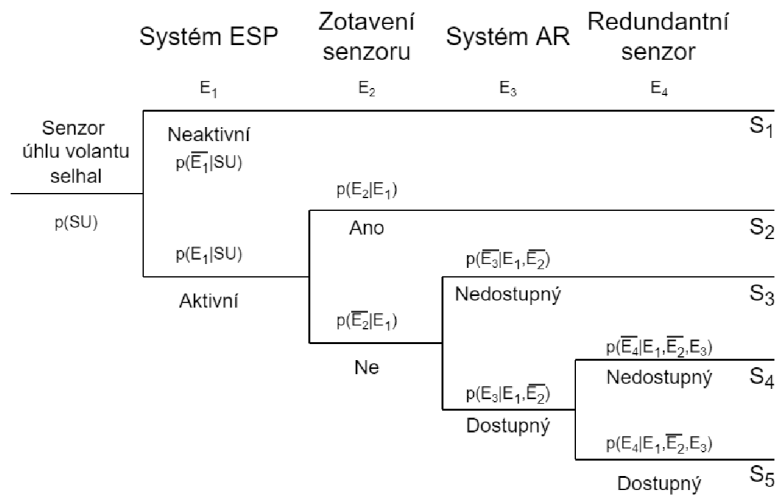 Systém ESP
Zotavení
senzoru
Systém AR
Redundantní
senzor
E₁
E₂
E₃
E₄
Senzor
úhlu volantu
selhal
p(SU)
Neaktivní
p(E̅₁|SU)
S₁
p(E₂|E₁)
Ano
S₂
p(E₁|SU)
Aktivní
p(E̅₃|E₁,E̅₂)
Nedostupný
S₃
p(E̅₂|E₁)
Ne
p(E̅₄|E₁,E̅₂,E₃)
Nedostupný
S₄
p(E₃|E₁,E̅₂)
Dostupný
p(E₄|E₁,E̅₂,E₃)
Dostupný
S₅